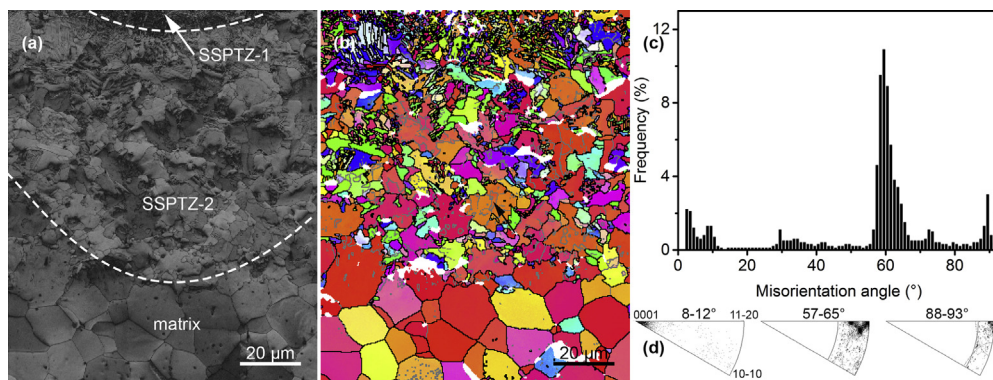 (a)
SSPTZ-1
SSPTZ-2
matrix
20 µm
(b)
20 µm
(c)
12
8
4
0
Frequency (%)
0 20 40 60 80
Misorientation angle (°)
(d)
0001 8-12° 11-20
10-10
57-65°
88-93°